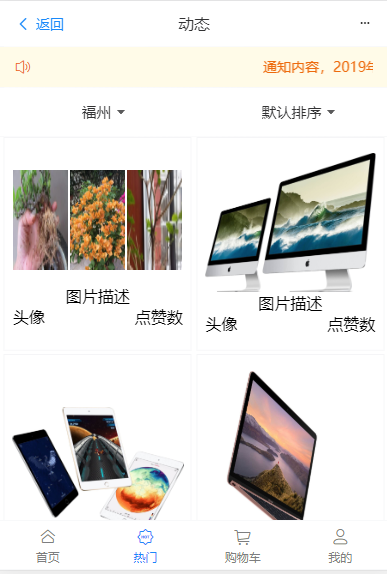 返回
动态
...
通知内容，2019年
福州
默认排序
图片描述
头像
点赞数
图片描述
头像
点赞数
首页
HOT
热门
购物车
我的